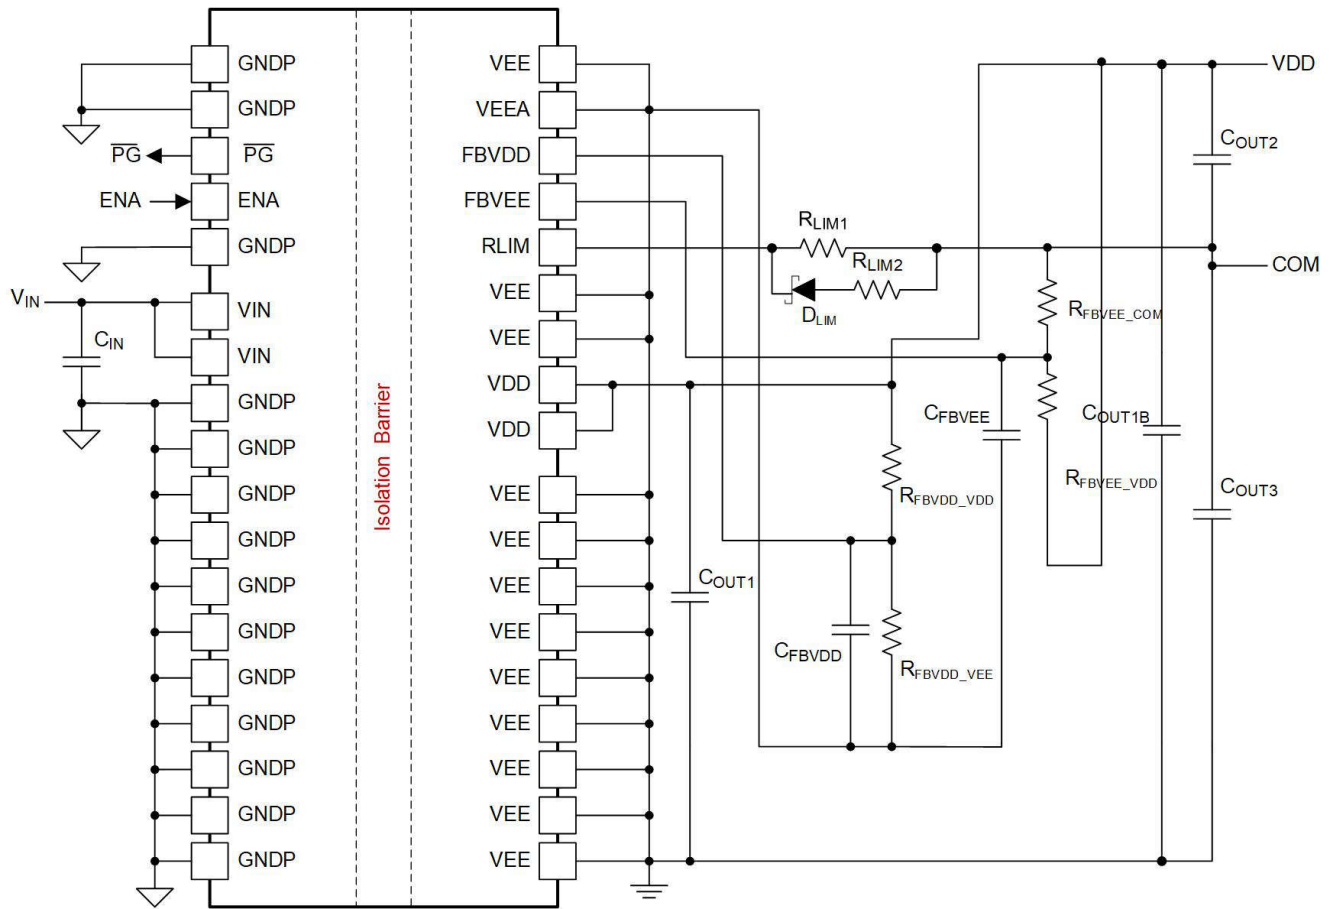 GNDP VEE VDD
GNDP VEEA
PG PG FBVDD COUT2
ENA ENA FBVEE
RLIM1
GNDP RLIM COM
RLIM2
VIN VIN VEE DLIM RFBVEE_COM
CIN
VIN VEE
GNDP VDD
CFBVEE COUT1B
GNDP VDD
Isolation Barrier
RFBVEE_VDD
GNDP VEE RFBVDD_VDD COUT3
GNDP VEE
GNDP VEE COUT1
GNDP VEE
CFBVDD
GNDP VEE RFBVDD_VEE
GNDP VEE
GNDP VEE
GNDP VEE
GNDP VEE